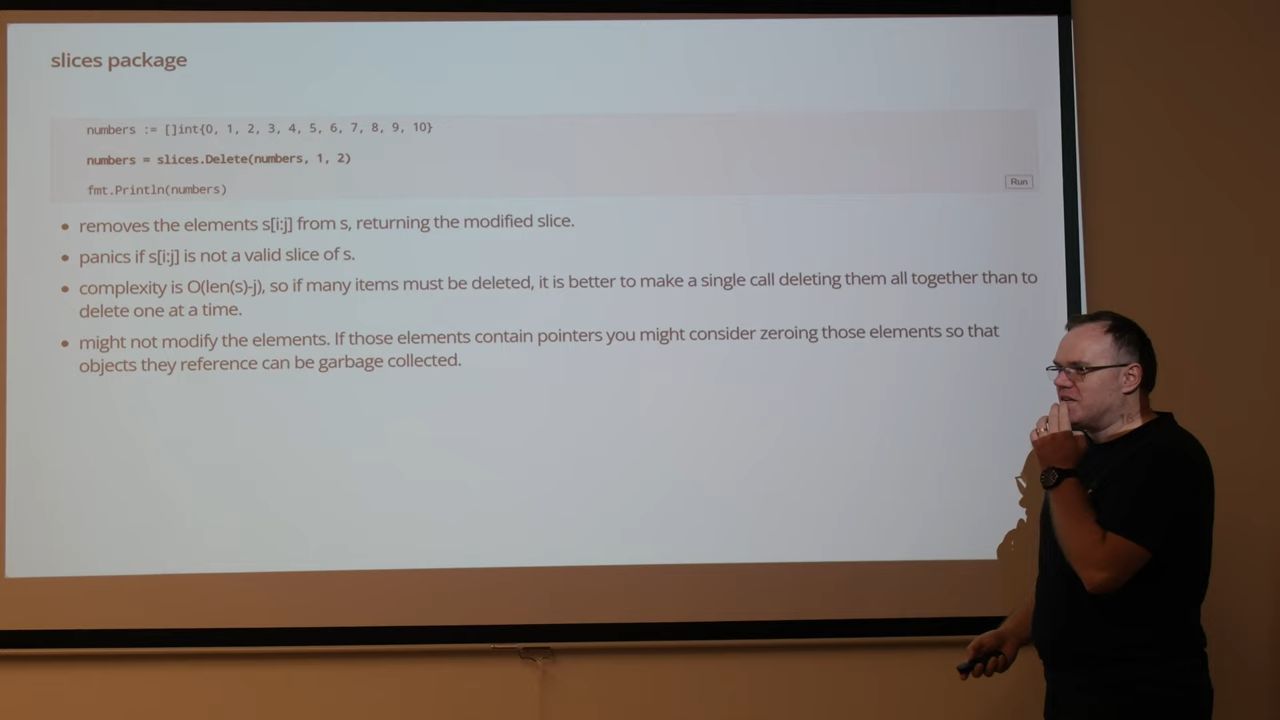 slices package
numbers := []int{0, 1, 2, 3, 4, 5, 6, 7, 8, 9, 10}
numbers = slices.Delete(numbers, 1, 2)
fmt.Println(numbers)
Run
• removes the elements s[i:j] from s, returning the modified slice.
• panics if s[i:j] is not a valid slice of s.
• complexity is O(len(s)-j), so if many items must be deleted, it is better to make a single call deleting them all together than to
delete one at a time.
• might not modify the elements. If those elements contain pointers you might consider zeroing those elements so that
objects they reference can be garbage collected.